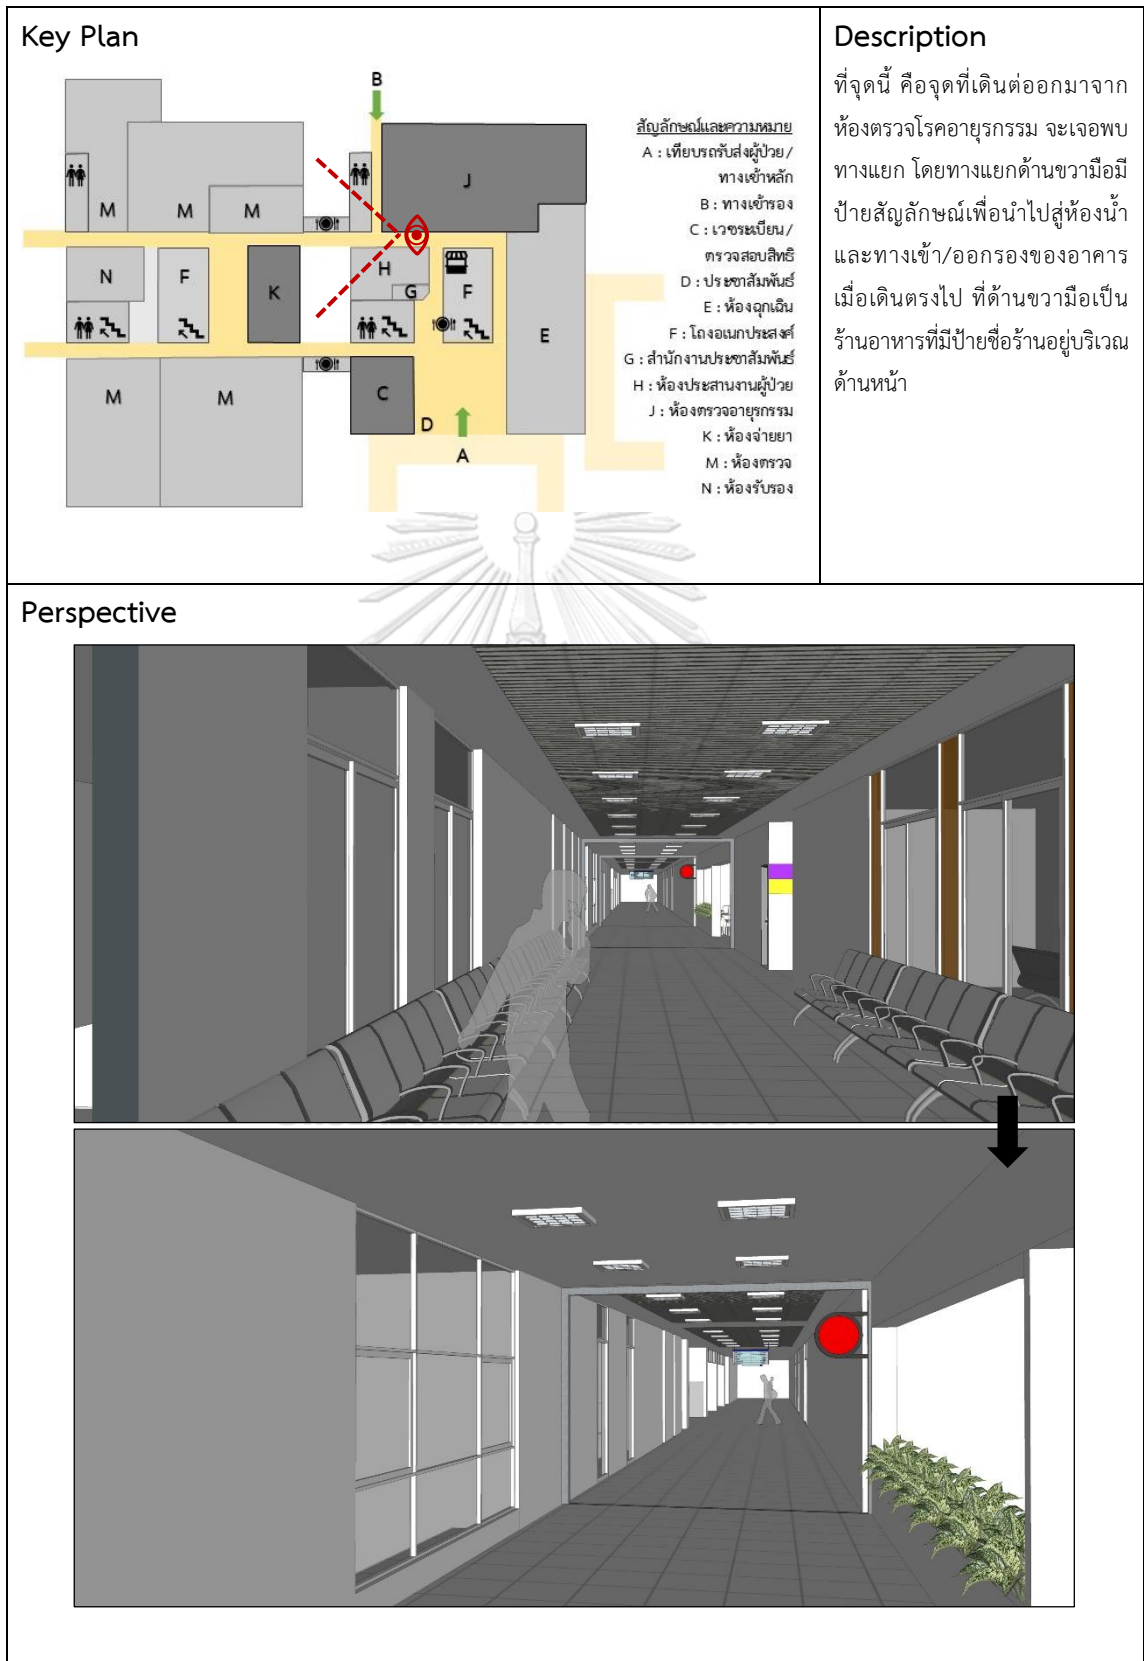 Key Plan
B
J
M
M
M
N
F
K
H
G
F
E
M
M
C
D
A
สัญลักษณ์และความหมาย
A : เทียบรถรับส่งผู้ป่วย/
ทางเข้าหลัก
B : ทางเข้ารอง
C : เวชระเบียน/
ตรวจสอบสิทธิ
D : ประชาสัมพันธ์
E : ห้องฉุกเฉิน
F : โถงอเนกประสงค์
G : สำนักงานประชาสัมพันธ์
H : ห้องประสานงานผู้ป่วย
J : ห้องตรวจอายุรกรรม
K : ห้องจ่ายยา
M : ห้องตรวจ
N : ห้องรับรอง
Description
ที่จุดนี้ คือจุดที่เดินต่อออกมาจาก
ห้องตรวจโรคอายุรกรรม จะเจอพบ
ทางแยก โดยทางแยกด้านขวามือมี
ป้ายสัญลักษณ์เพื่อนำไปสู่ห้องน้ำ
และทางเข้า/ออกรองของอาคาร
เมื่อเดินตรงไป ที่ด้านขวามือเป็น
ร้านอาหารที่มีป้ายชื่อร้านอยู่บริเวณ
ด้านหน้า
Perspective